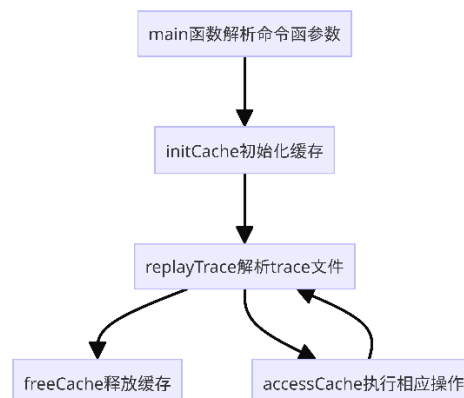 main函数解析命令函参数
initCache初始化缓存
replayTrace解析trace文件
freeCache释放缓存
accessCache执行相应操作